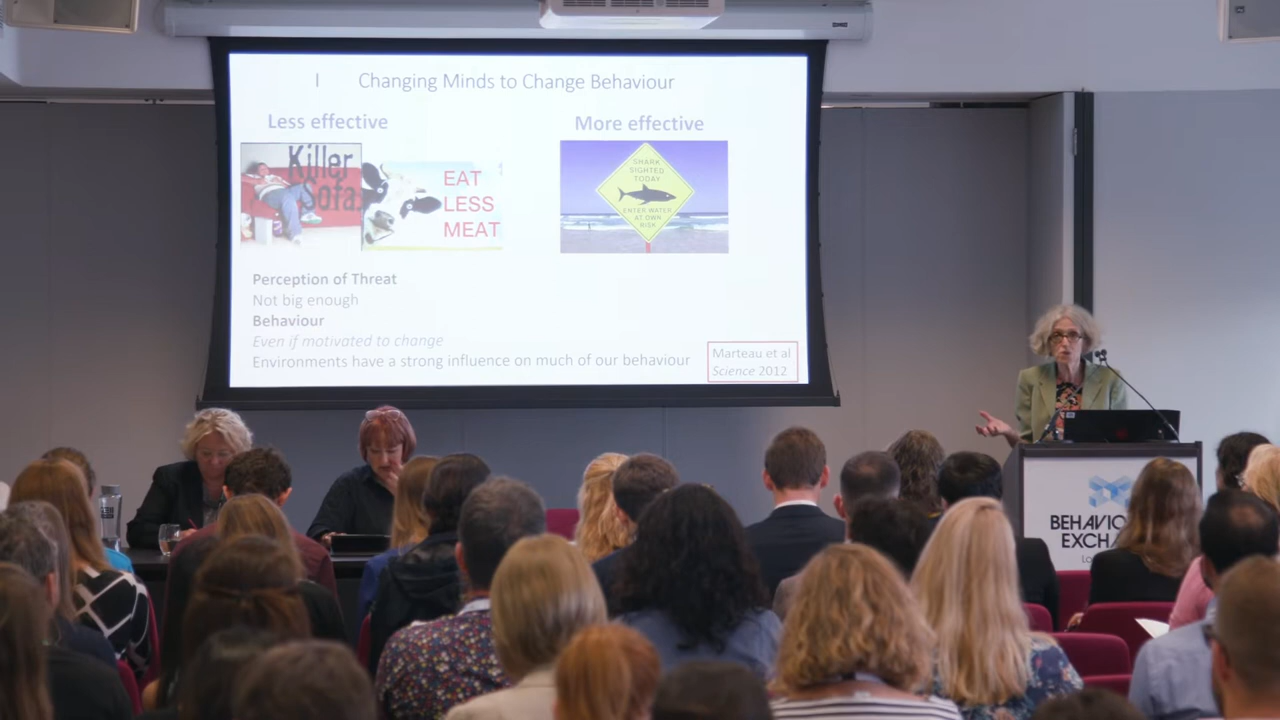 I Changing Minds to Change Behaviour
Less effective
More effective
Killer
Sofa
EAT
LESS
MEAT
SHARK
SIGHTED
TODAY
ENTER WATER
AT OWN
RISK
Perception of Threat
Not big enough
Behaviour
Even if motivated to change
Environments have a strong influence on much of our behaviour
Marteau et al
Science 2012
BEHAVIO
EXCH
Lo